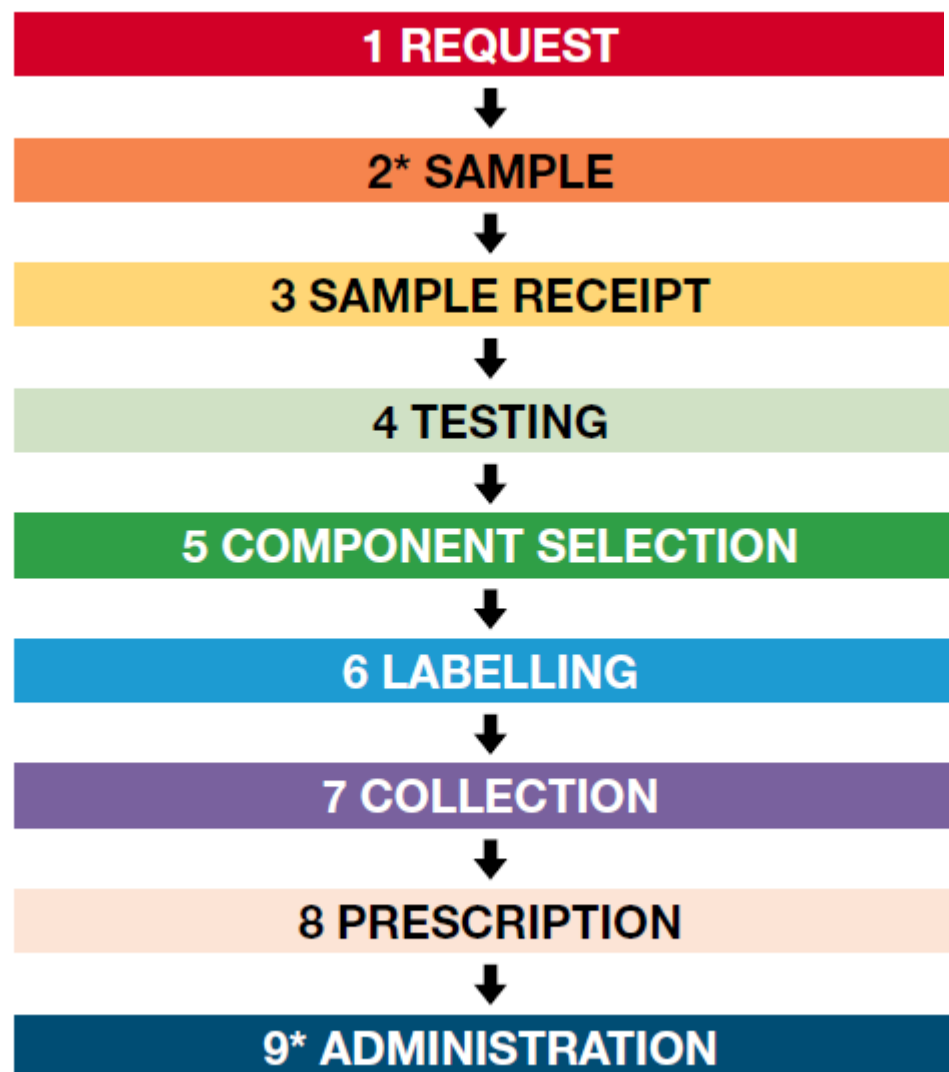 1 REQUEST
2* SAMPLE
3 SAMPLE RECEIPT
4 TESTING
5 COMPONENT SELECTION
6 LABELLING
7 COLLECTION
8 PRESCRIPTION
9* ADMINISTRATION